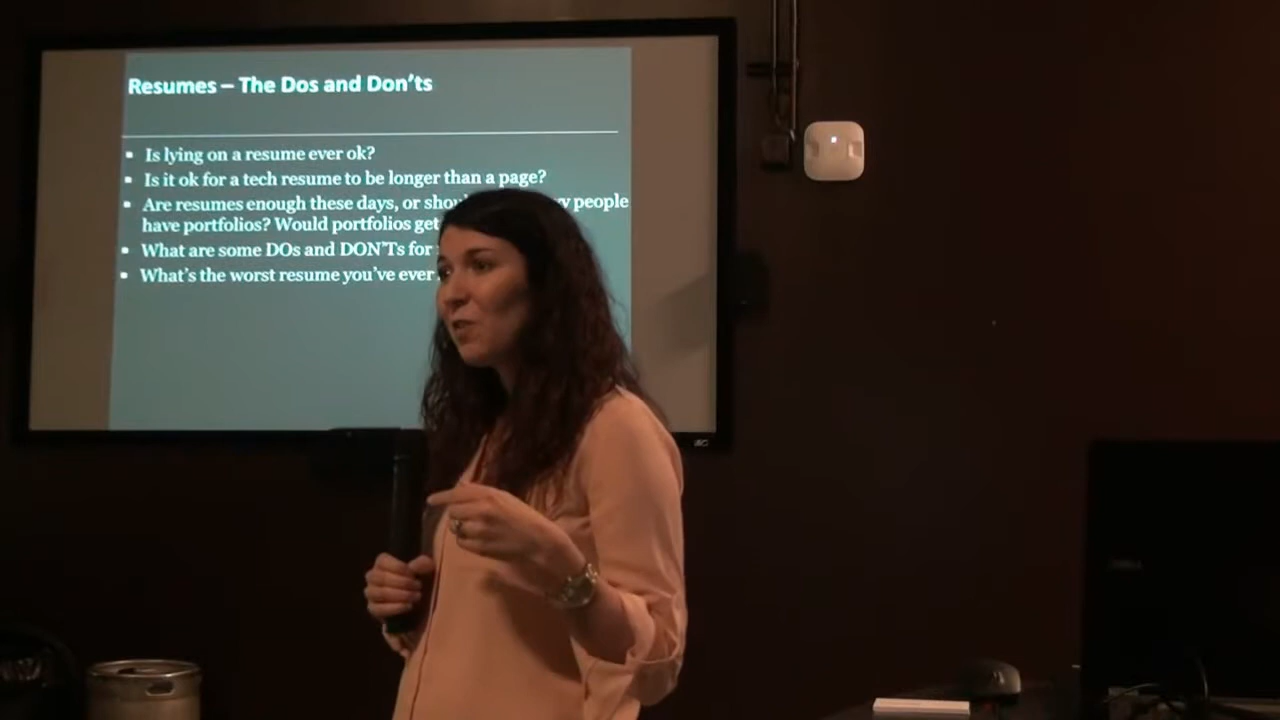 Resumes – The Dos and Don'ts
▪ Is lying on a resume ever ok?
▪ Is it ok for a tech resume to be longer than a page?
▪ Are resumes enough these days, or people
have portfolios? Would portfolios get
▪ What are some DOs and DON'Ts for
▪ What's the worst resume you've ever